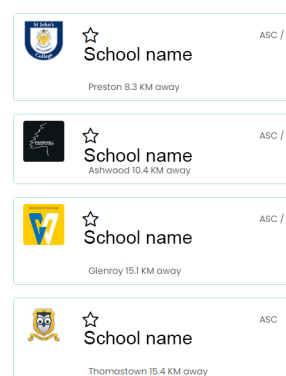 St John's
College
ASC /
School name
Preston 8.3 KM away
PARKHILL
ASC /
School name
Ashwood 10.4 KM away
ASC /
School name
Glenroy 15.1 KM away
ASC
School name
Thomastown 15.4 KM away